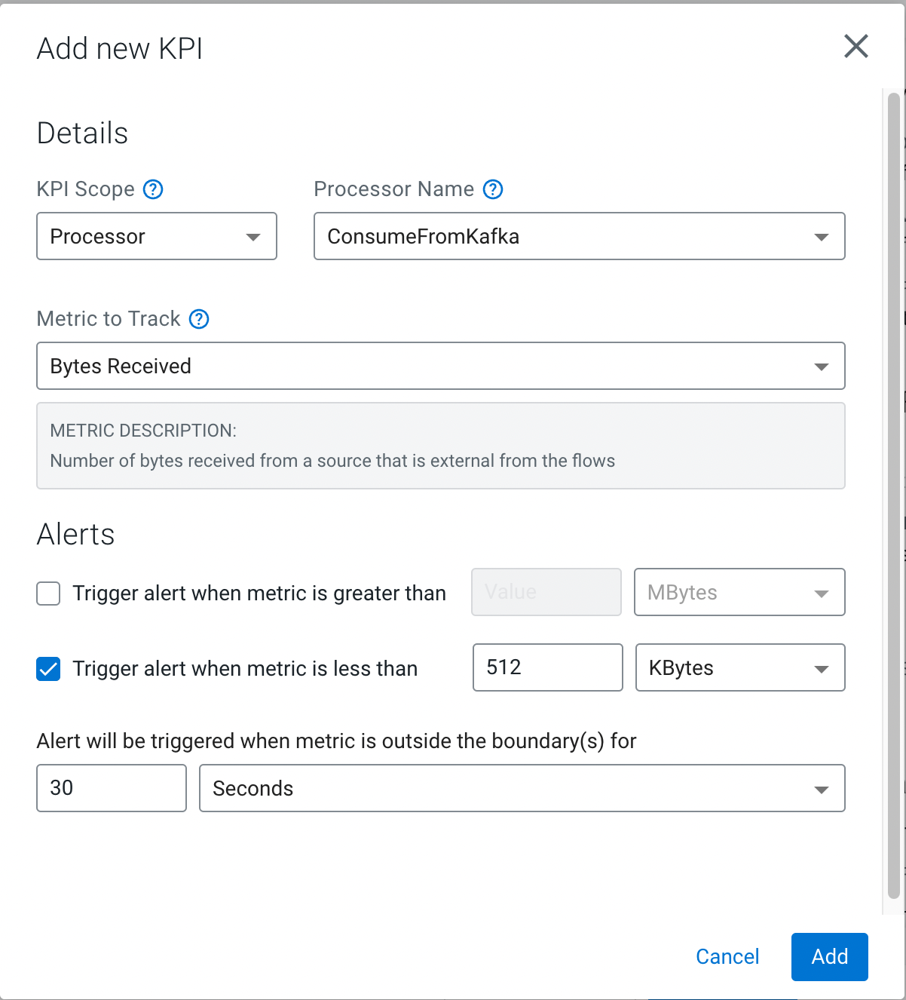 Add new KPI
Details
KPI Scope ? Processor Name ?
Processor ConsumeFromKafka
Metric to Track ?
Bytes Received
METRIC DESCRIPTION:
Number of bytes received from a source that is external from the flows
Alerts
Trigger alert when metric is greater than Value MBytes
Trigger alert when metric is less than 512 KBytes
Alert will be triggered when metric is outside the boundary(s) for
30 Seconds
Cancel Add